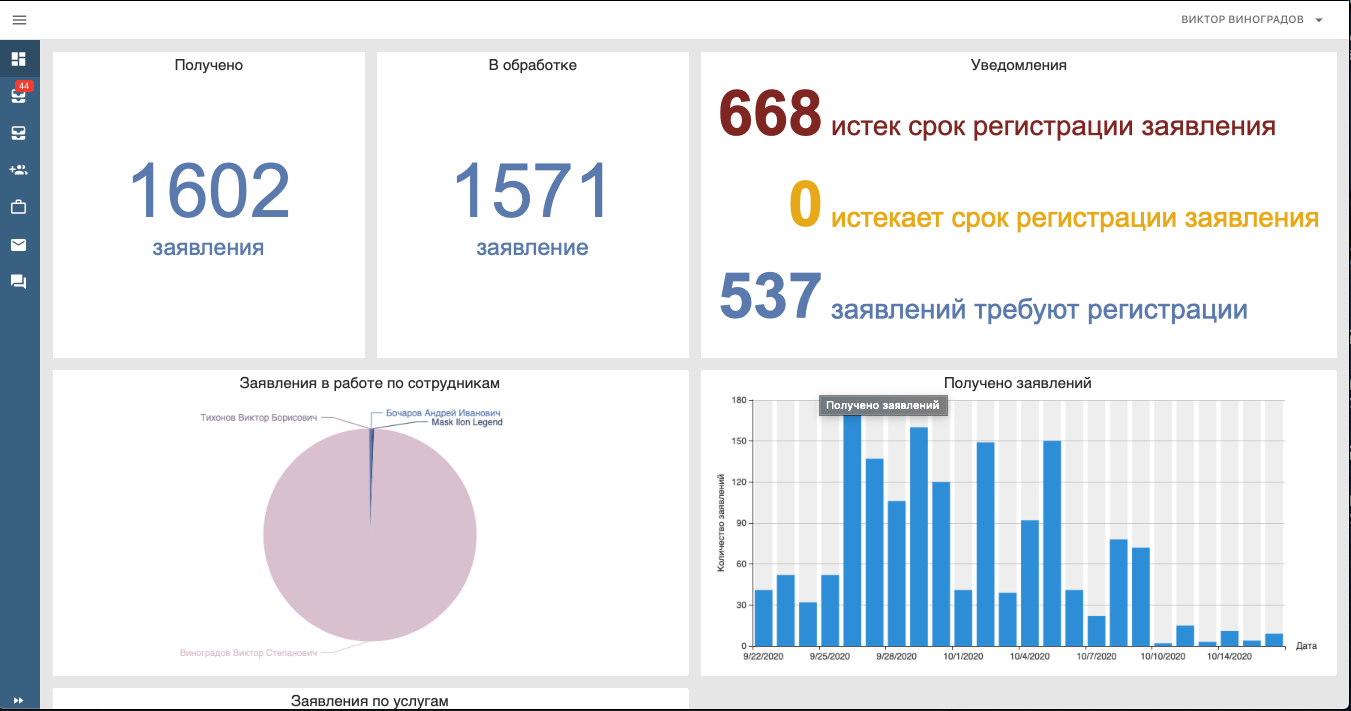 ВИКТОР ВИНОГРАДОВ
44
Получено
1602
заявления
В обработке
1571
заявление
Уведомления
668 истек срок регистрации заявления
0 истекает срок регистрации заявления
537 заявлений требуют регистрации
Заявления в работе по сотрудникам
Тихонов Виктор Борисович
Бочаров Андрей Иванович
Mask Ilon Legend
Виноградов Виктор Степанович
Получено заявлений
Получено заявлений
Количество заявлений
180
150
120
90
60
30
0
9/22/2020 9/25/2020 9/28/2020 10/1/2020 10/4/2020 10/7/2020 10/10/2020 10/14/2020
Дата
Заявления по услугам